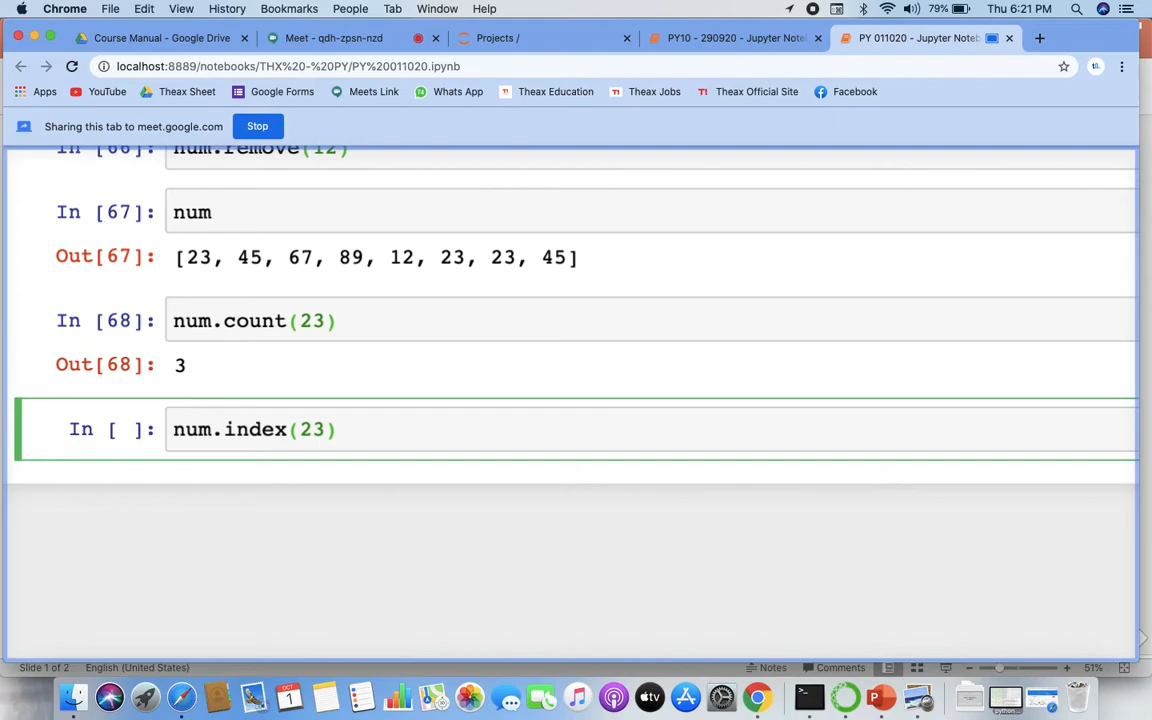 Chrome File Edit View History Bookmarks People Tab Window Help 79% Thu 6:21 PM
Course Manual - Google Drive Meet - qdh-zpsn-nzd Projects / PY10 - 290920 - Jupyter Note PY 011020 - Jupyter Noteb
localhost:8889/notebooks/THX%20-%20PY/PY%20011020.ipynb
Apps YouTube Theax Sheet Google Forms Meets Link Whats App Theax Education Theax Jobs Theax Official Site Facebook
Sharing this tab to meet.google.com Stop
In [66]: num.remove(12)
In [67]: num
Out[67]: [23, 45, 67, 89, 12, 23, 23, 45]
In [68]: num.count(23)
Out[68]: 3
In [ ]: num.index(23)
Slide 1 of 2 English (United States) Notes Comments 51%